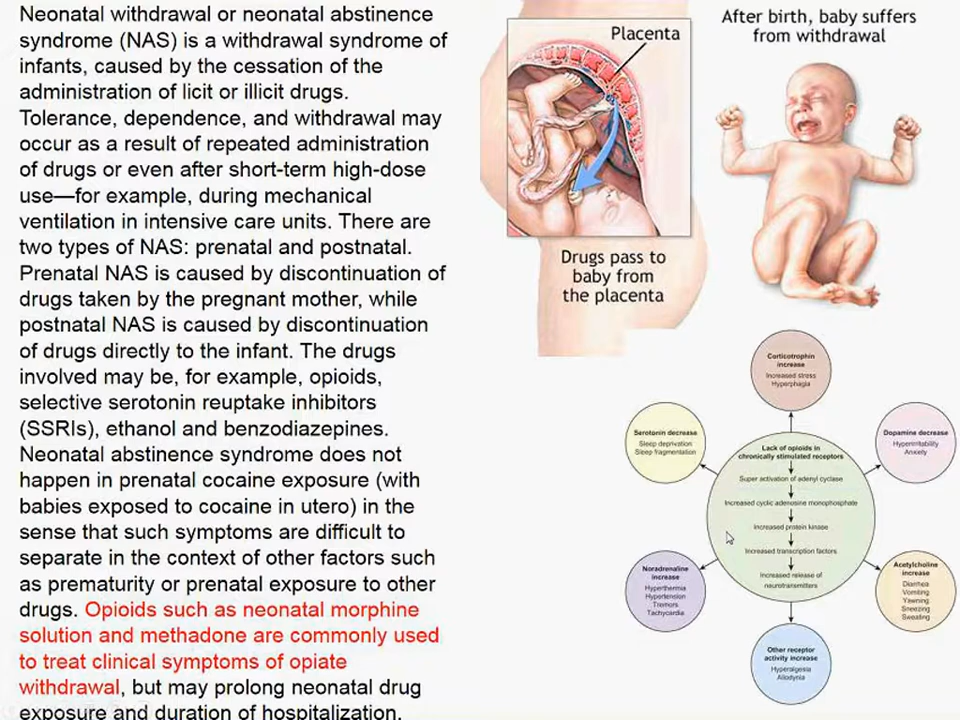 Neonatal withdrawal or neonatal abstinence
syndrome (NAS) is a withdrawal syndrome of
infants, caused by the cessation of the
administration of licit or illicit drugs.
Tolerance, dependence, and withdrawal may
occur as a result of repeated administration
of drugs or even after short-term high-dose
use—for example, during mechanical
ventilation in intensive care units. There are
two types of NAS: prenatal and postnatal.
Prenatal NAS is caused by discontinuation of
drugs taken by the pregnant mother, while
postnatal NAS is caused by discontinuation
of drugs directly to the infant. The drugs
involved may be, for example, opioids,
selective serotonin reuptake inhibitors
(SSRIs), ethanol and benzodiazepines.
Neonatal abstinence syndrome does not
happen in prenatal cocaine exposure (with
babies exposed to cocaine in utero) in the
sense that such symptoms are difficult to
separate in the context of other factors such
as prematurity or prenatal exposure to other
drugs. Opioids such as neonatal morphine
solution and methadone are commonly used
to treat clinical symptoms of opiate
withdrawal, but may prolong neonatal drug
exposure and duration of hospitalization.
Placenta
Drugs pass to
baby from
the placenta
After birth, baby suffers
from withdrawal
Corticotrophin
increase
Increased stress
Hyperphagia
Serotonin decrease
Sleep deprivation
Sleep fragmentation
Dopamine decrease
Hyperirritability
Anxiety
Lack of opioids in
chronically stimulated receptors
Super activation of adenyl cyclase
Increased cyclic adenosine monophosphate
Increased protein kinase
Increased transcription factors
Increased release of
neurotransmitters
Noradrenaline
increase
Hyperthermia
Hypertension
Tremors
Tachycardia
Acetylcholine
increase
Diarrhea
Vomiting
Yawning
Sneezing
Sweating
Other receptor
activity increase
Hyperalgesia
Allodynia